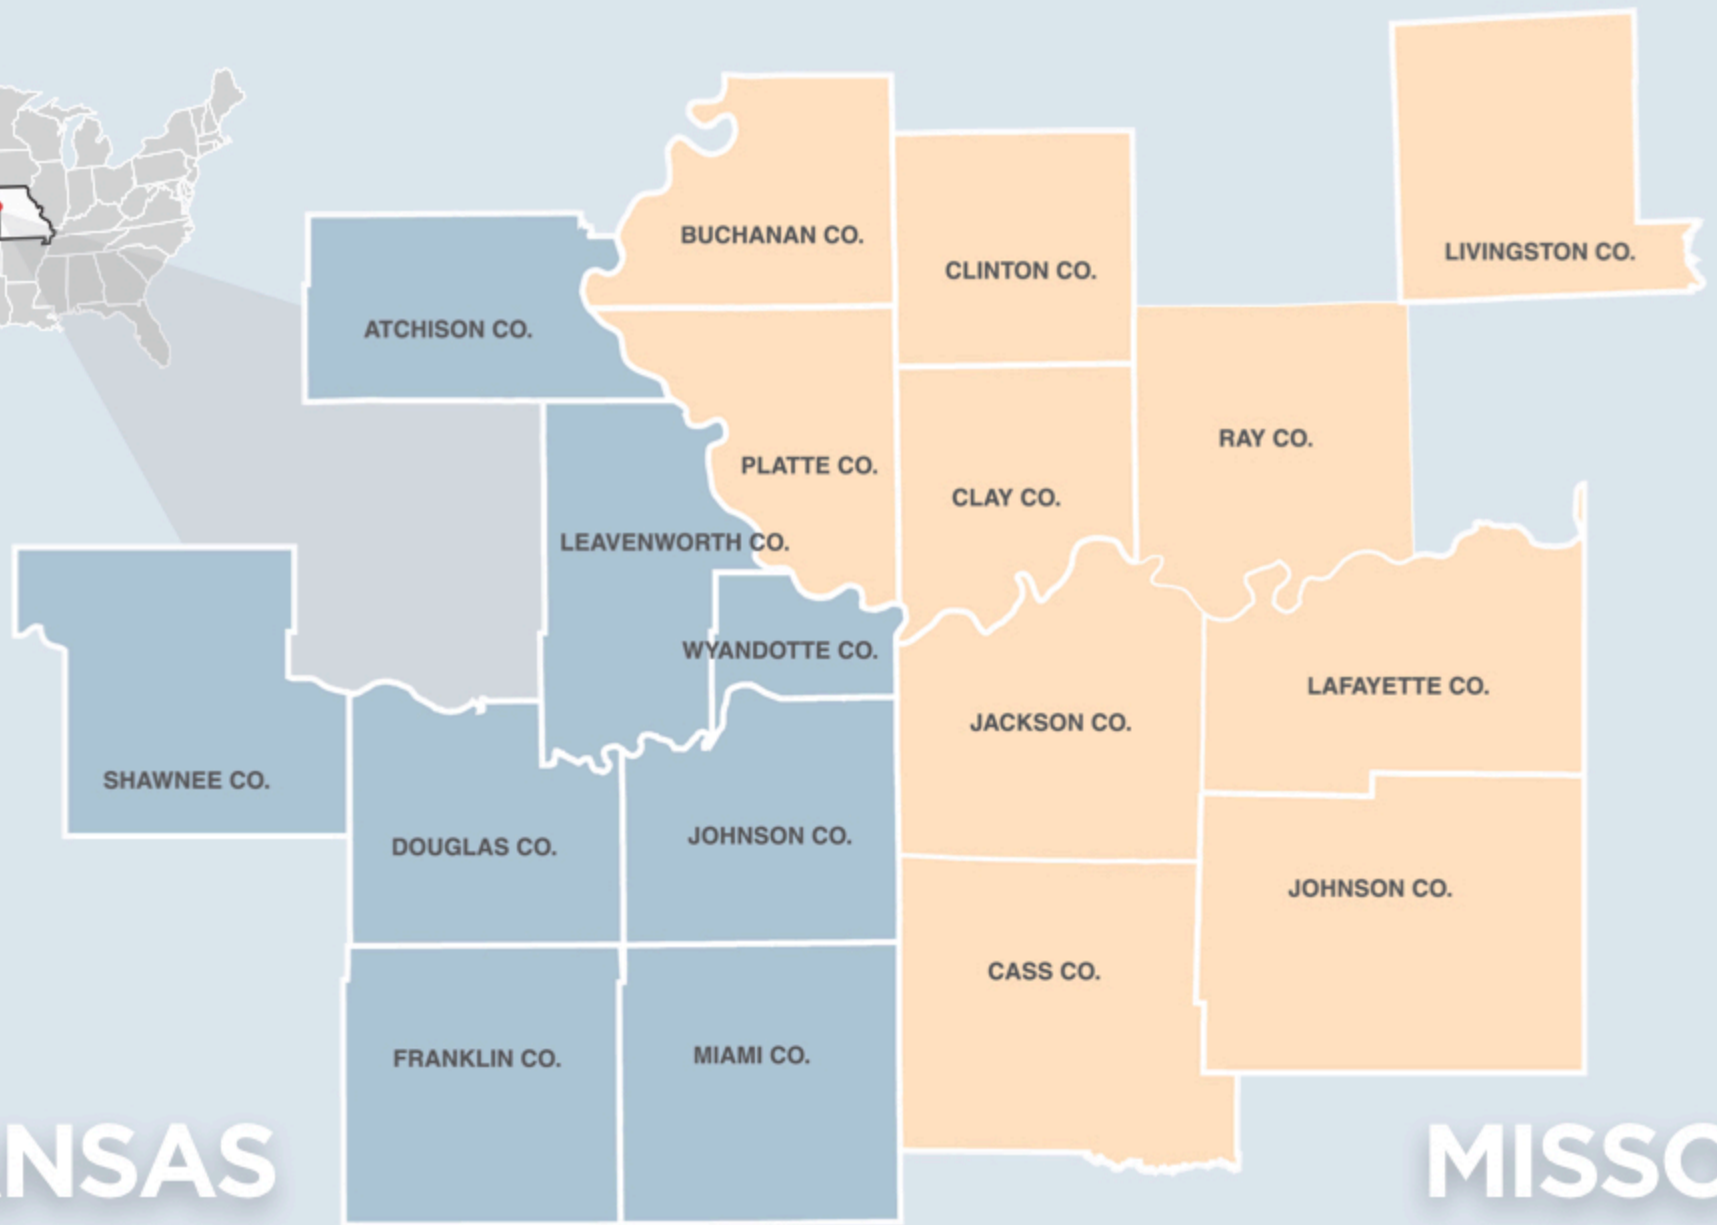 BUCHANAN CO.
CLINTON CO.
LIVINGSTON CO.
ATCHISON CO.
RAY CO.
PLATTE CO.
CLAY CO.
LEAVENWORTH CO.
WYANDOTTE CO.
LAFAYETTE CO.
JACKSON CO.
SHAWNEE CO.
JOHNSON CO.
DOUGLAS CO.
JOHNSON CO.
CASS CO.
MIAMI CO.
FRANKLIN CO.
ANSAS
MISSO